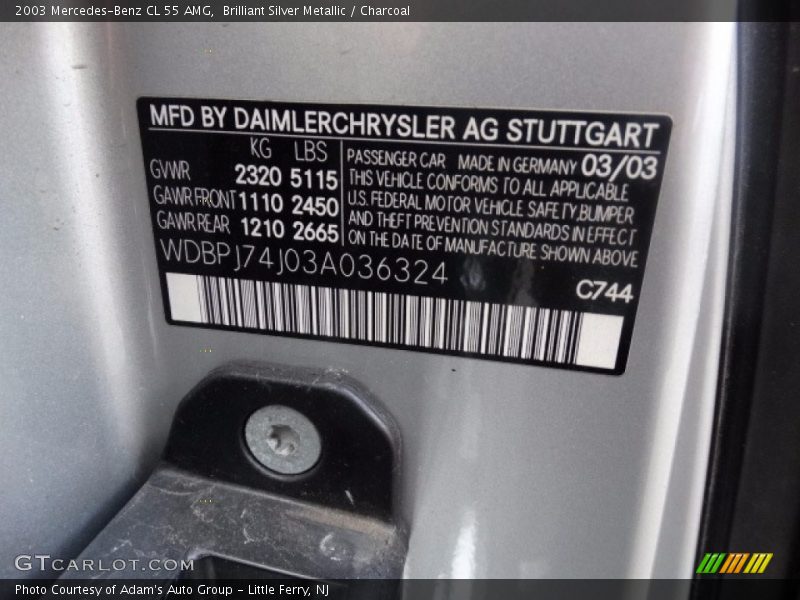 2003 Mercedes-Benz CL 55 AMG,  Brilliant Silver Metallic / Charcoal
MFD BY DAIMLERCHRYSLER AG STUTTGART
KG LBS
GVWR 2320 5115
GAWR FRONT 1110 2450
GAWR REAR 1210 2665
PASSENGER CAR MADE IN GERMANY 03/03
THIS VEHICLE CONFORMS TO ALL APPLICABLE
U.S. FEDERAL MOTOR VEHICLE SAFETY, BUMPER
AND THEFT PREVENTION STANDARDS IN EFFECT
ON THE DATE OF MANUFACTURE SHOWN ABOVE
WDBPJ74J03A036324
C744
GTCARLOT.COM
Photo Courtesy of Adam's Auto Group - Little Ferry, NJ